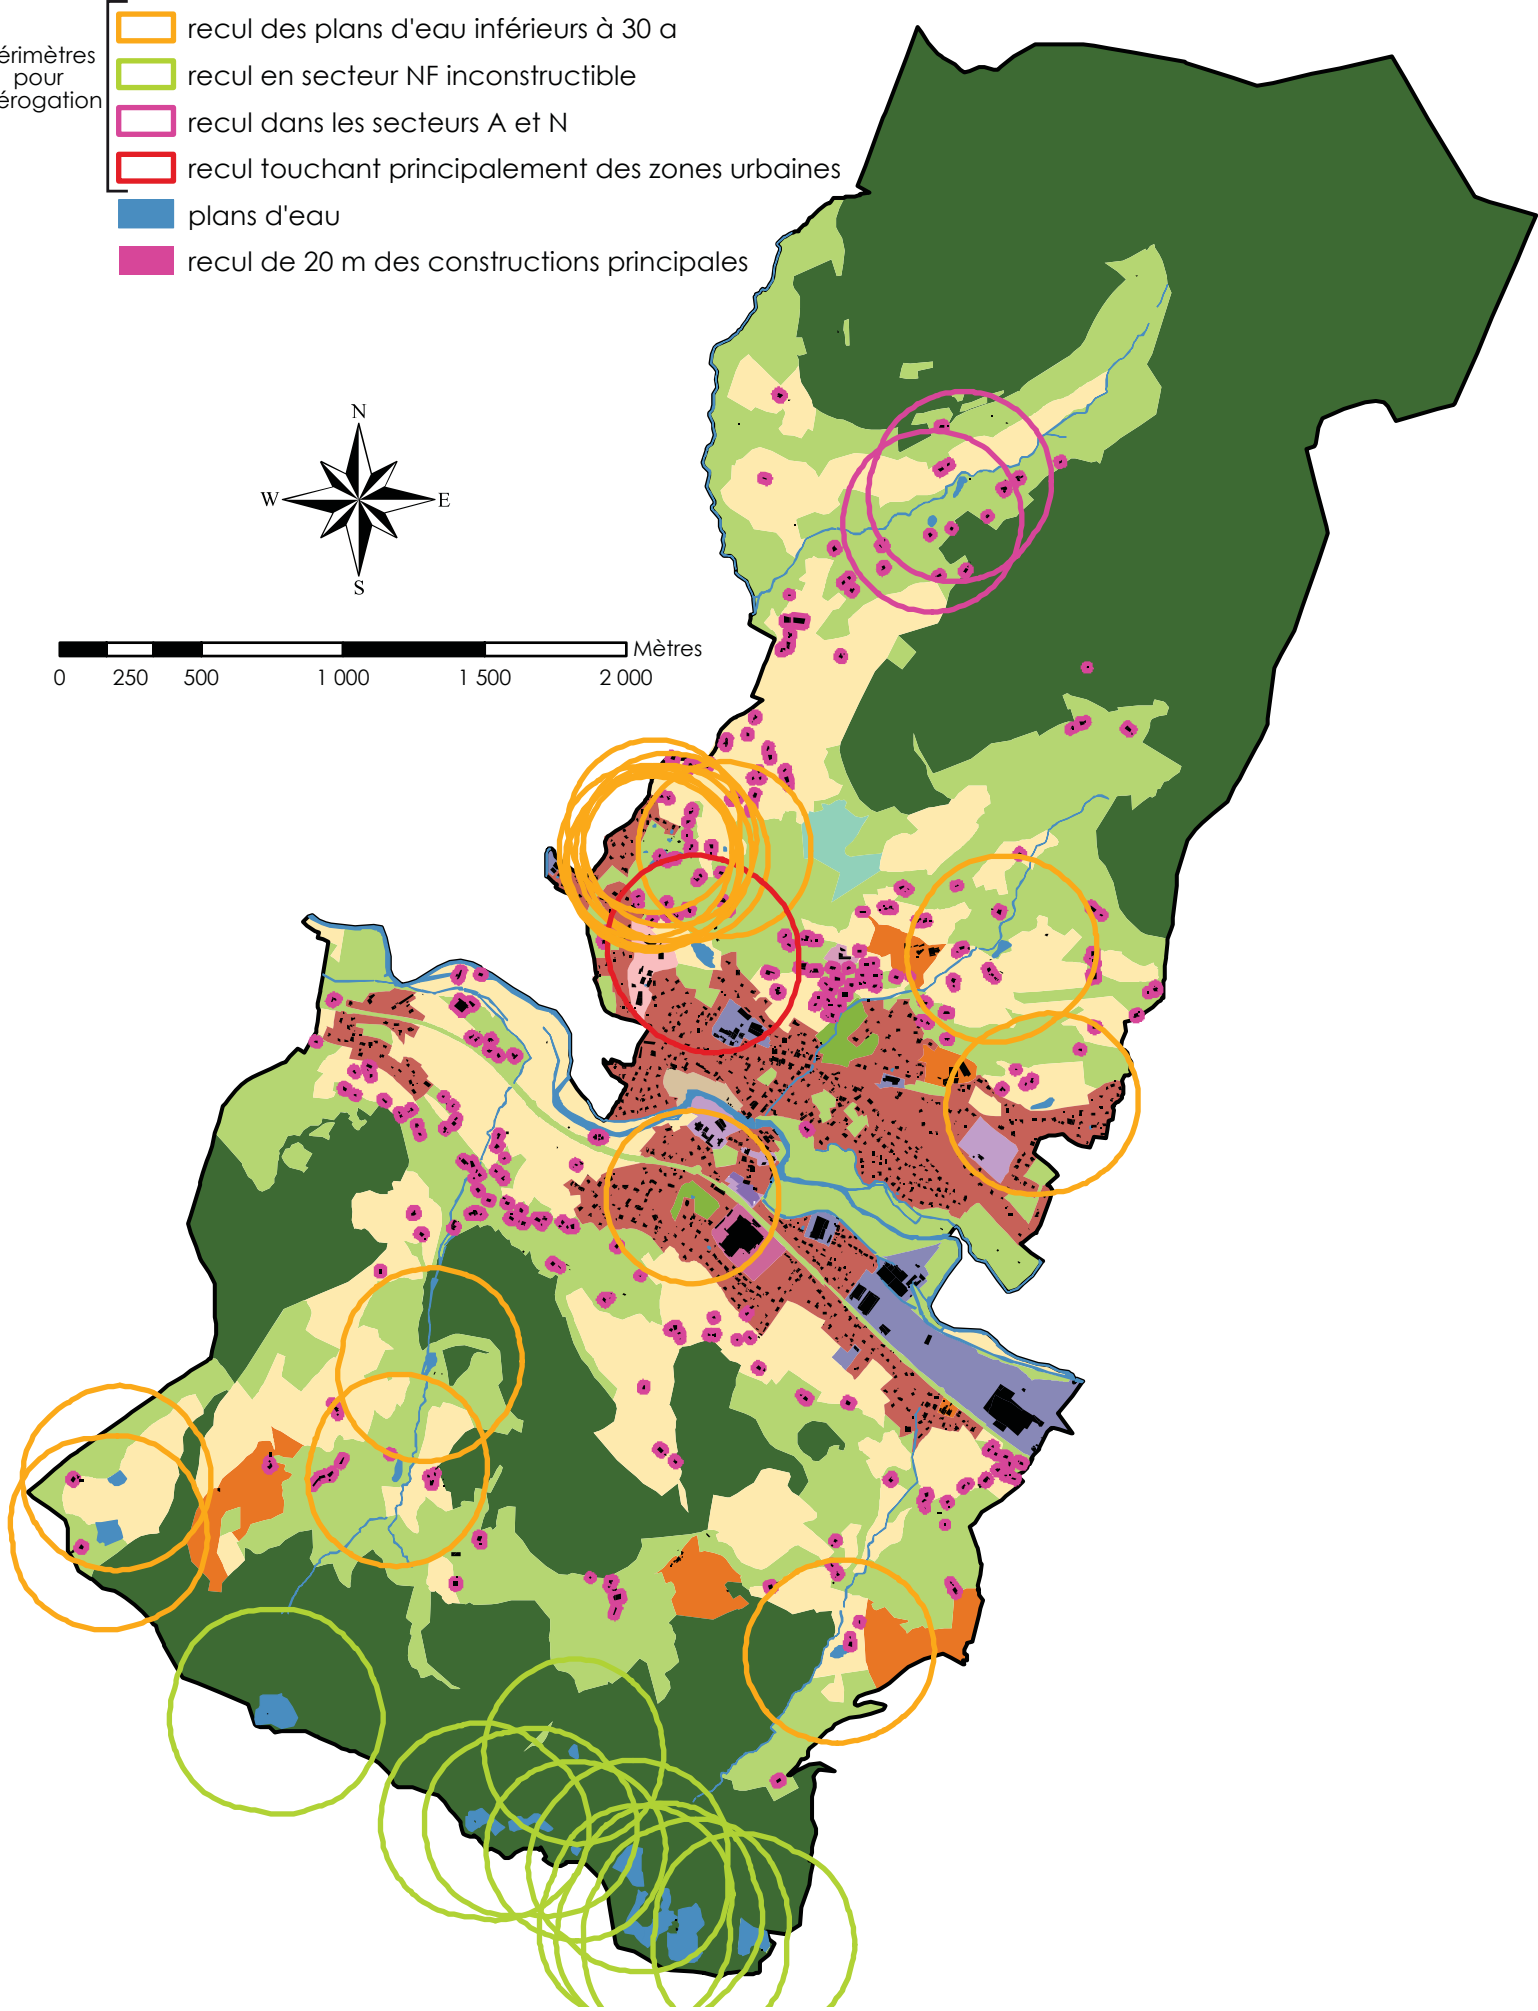 recul des plans d'eau inférieurs à 30 a
recul en secteur NF inconstructible
érimètres
pour
érogation
recul dans les secteurs A et N
recul touchant principalement des zones urbaines
plans d'eau
recul de 20 m des constructions principales
N
W E
S
Mètres
0 250 500 1 000 1 500 2 000